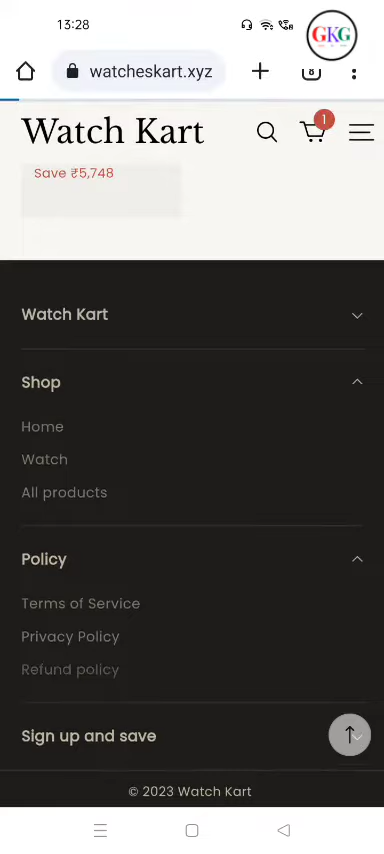 13:28
GKG
watcheskart.xyz
8
Watch Kart
1
Save ₹5,748
Watch Kart
Shop
Home
Watch
All products
Policy
Terms of Service
Privacy Policy
Refund policy
Sign up and save
© 2023 Watch Kart